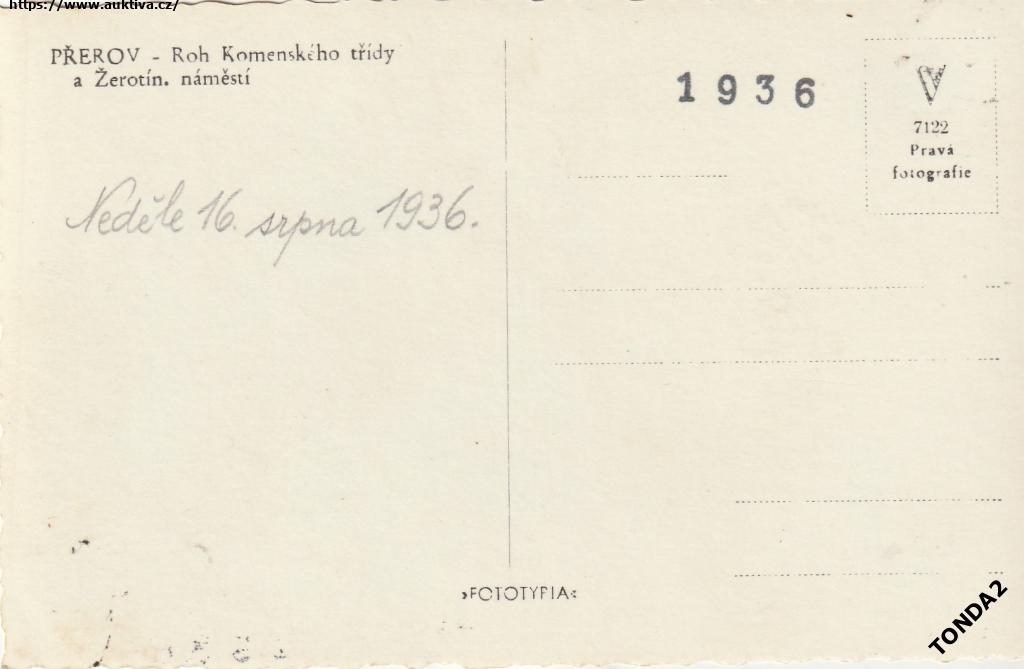 https://www.auktiva.cz/
PŘEROV - Roh Komenského třídy
a Žerotín. náměstí
1936
7122
Pravá
fotografie
Neděle 16. srpna 1936.
»FOTOTYPIA«
TONDA2